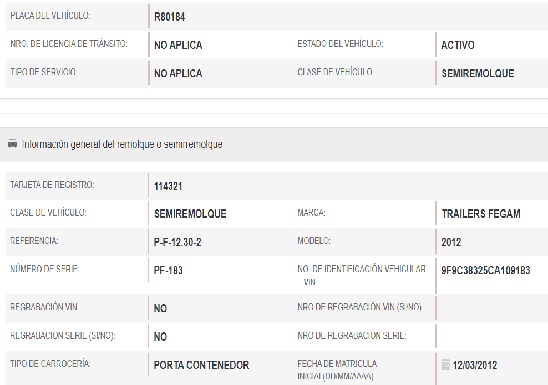 PLACA DEL VEHÍCULO: R80184
NRO. DE LICENCIA DE TRÁNSITO: NO APLICA ESTADO DEL VEHÍCULO: ACTIVO
TIPO DE SERVICIO NO APLICA CLASE DE VEHÍCULO SEMIREMOLQUE
Información general del remolque o semirremolque
TARJETA DE REGISTRO: 114321
CLASE DE VEHÍCULO: SEMIREMOLQUE MARCA: TRAILERS FEGAM
REFERENCIA: P-F-12.30-2 MODELO: 2012
NÚMERO DE SERIE: PF-183 NO. DE IDENTIFICACIÓN VEHICULAR
VIN 9F9C38325CA109183
REGRABACIÓN VIN NO NRO DE REGRABACIÓN VIN (SI/NO)
REGRABACIÓN SERIE (SI/NO): NO NRO DE REGRABACIÓN SERIE:
TIPO DE CARROCERÍA: PORTA CONTENEDOR FECHA DE MATRICULA
INICIAL(DD/MM/AAAA) 12/03/2012